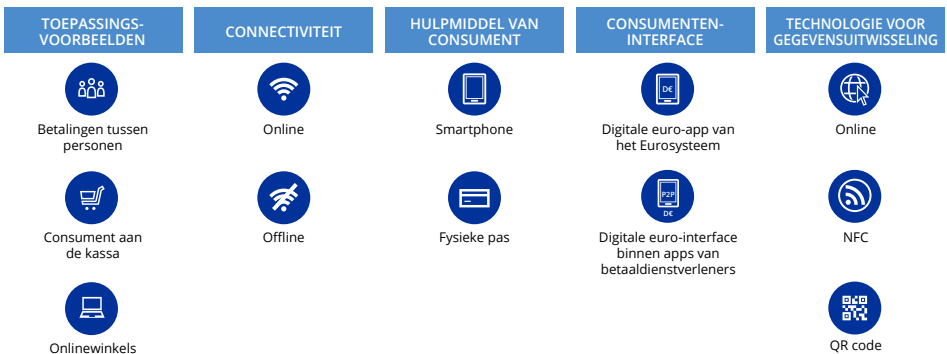 TOEPASSINGS-
VOORBEELDEN
CONNECTIVITEIT
HULPMIDDEL VAN
CONSUMENT
CONSUMENTEN-
INTERFACE
TECHNOLOGIE VOOR
GEGEVENSUITWISSELING
Betalingen tussen
personen
Online
Smartphone
D€
Digitale euro-app van
het Eurosysteem
Online
Consument aan
de kassa
Offline
Fysieke pas
P2P
D€
Digitale euro-interface
binnen apps van
betaaldienstverleners
NFC
Onlinewinkels
QR code